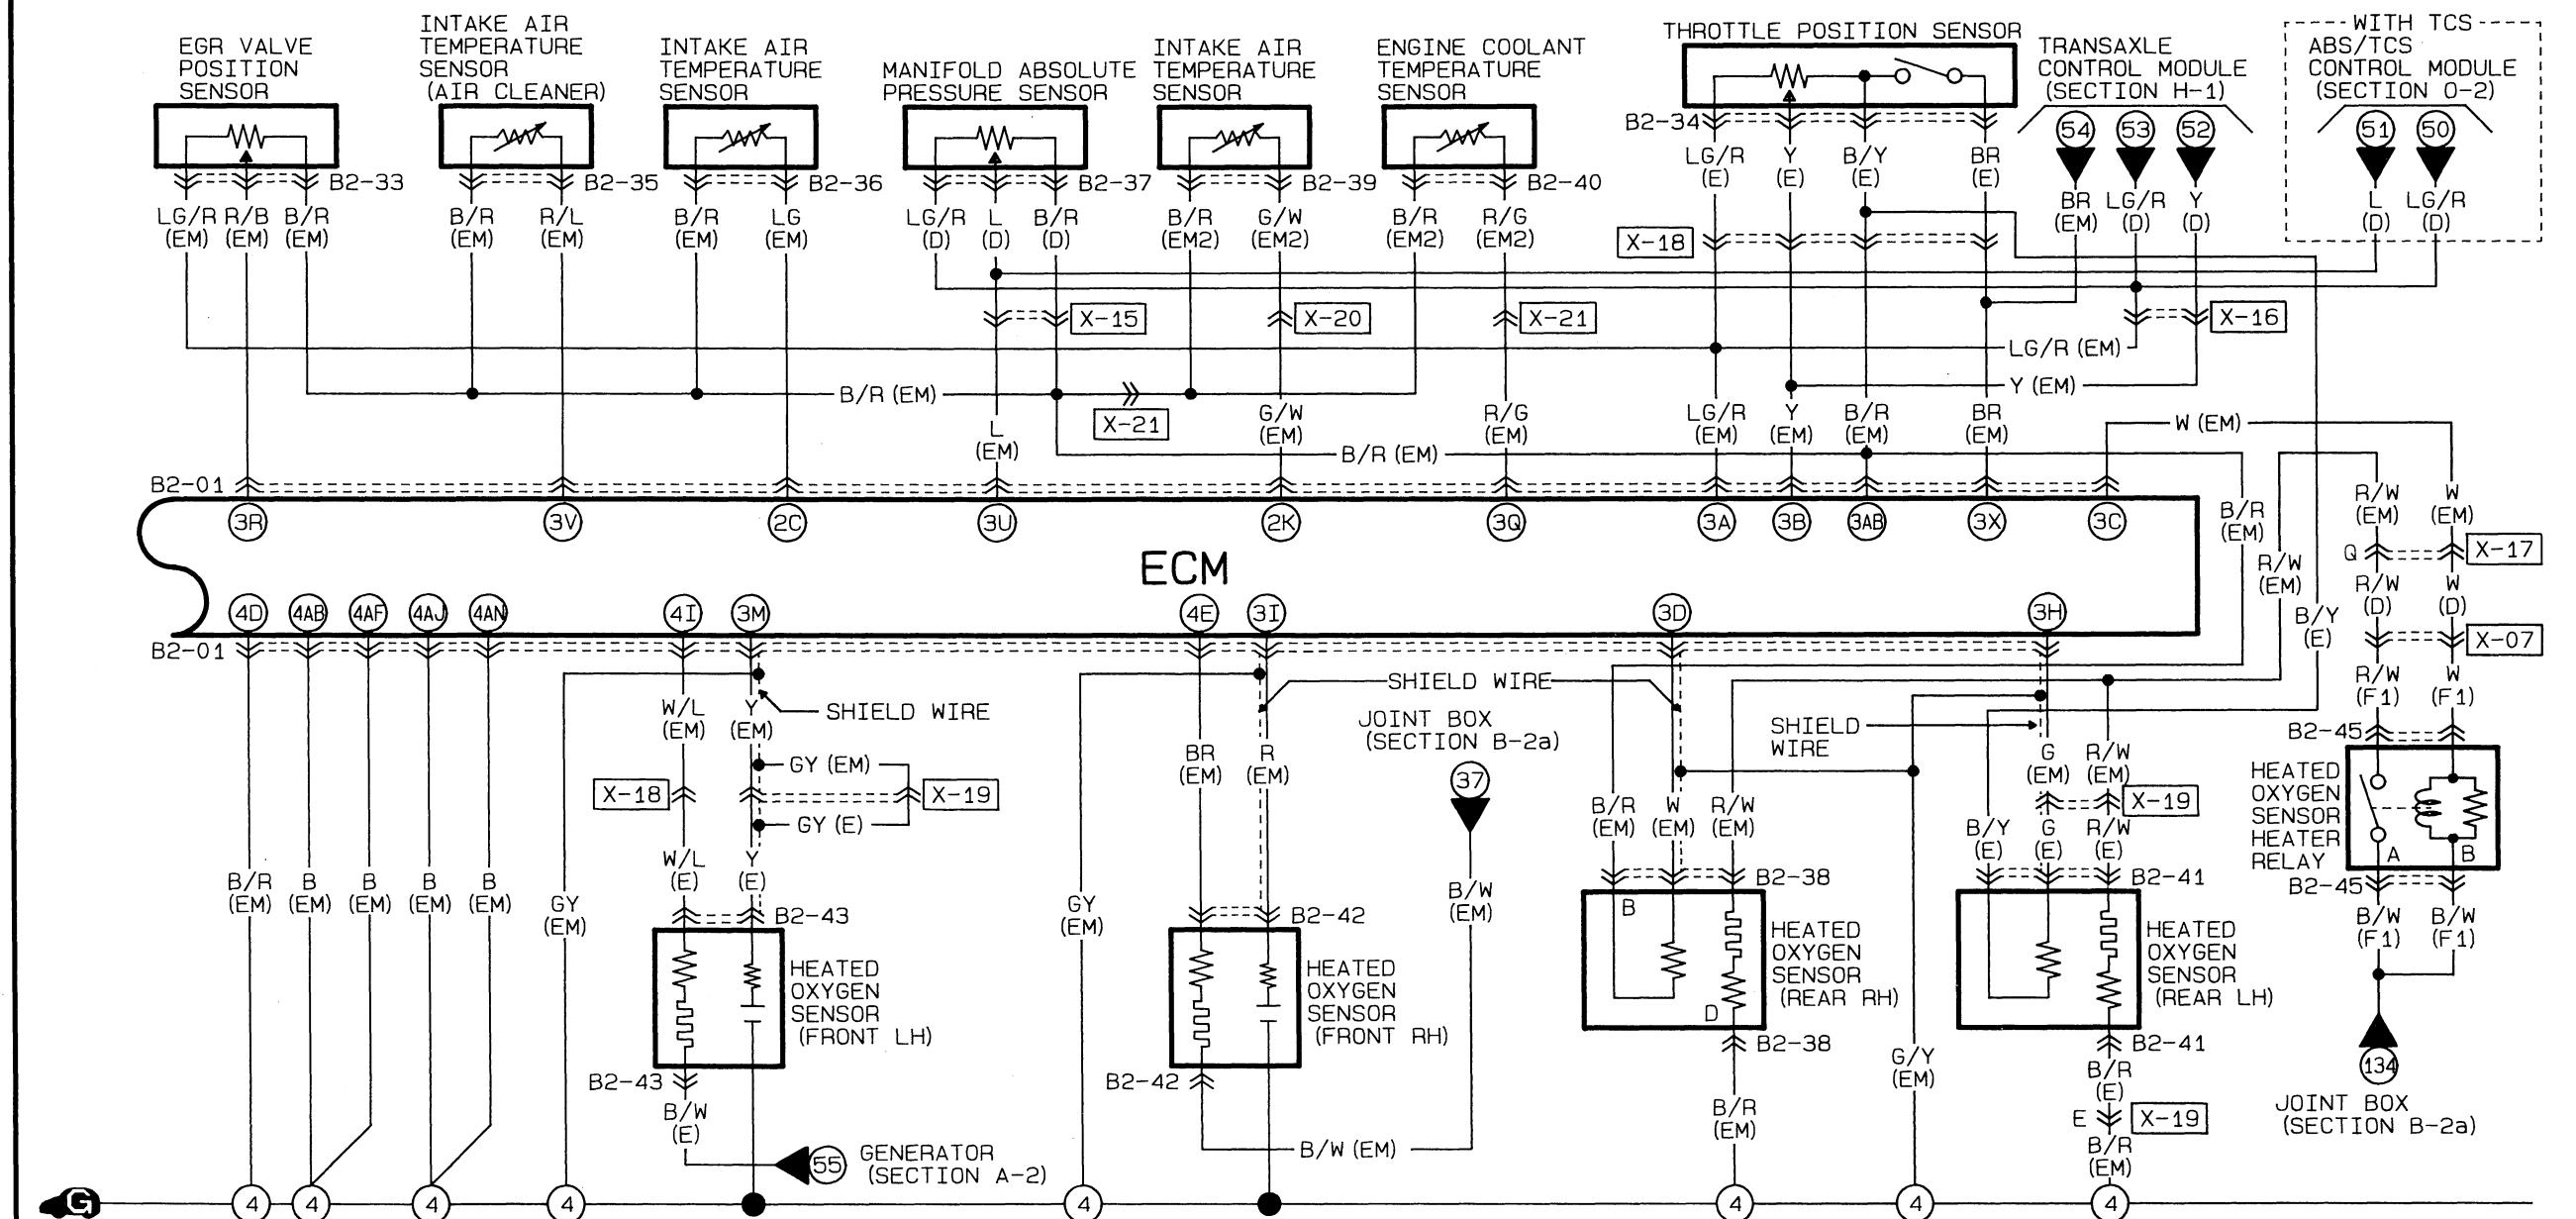 EGR VALVE
POSITION
SENSOR
INTAKE AIR
TEMPERATURE
SENSOR
(AIR CLEANER)
INTAKE AIR
TEMPERATURE
SENSOR
MANIFOLD ABSOLUTE
PRESSURE SENSOR
INTAKE AIR
TEMPERATURE
SENSOR
ENGINE COOLANT
TEMPERATURE
SENSOR
THROTTLE POSITION SENSOR
TRANSAXLE
CONTROL MODULE
(SECTION H-1)
WITH TCS
ABS/TCS
CONTROL MODULE
(SECTION O-2)
B2-34
54 53 52 51 50
LG/R Y B/Y BR
(E) (E) (E) (E)
B2-33 B2-35 B2-36 B2-37 B2-39 B2-40
BR LG/R Y L LG/R
(EM) (D) (D) (D) (D)
LG/R R/B B/R B/R R/L B/R LG LG/R L B/R B/R G/W B/R R/G
(EM) (EM) (EM) (EM) (EM) (EM) (EM) (D) (D) (D) (EM2) (EM2) (EM2) (EM2)
X-18
X-15 X-20 X-21 X-16
LG/R (EM)
B/R (EM)
Y (EM)
X-21
L
(EM)
G/W
(EM)
R/G
(EM)
LG/R Y B/R BR
(EM) (EM) (EM) (EM)
W (EM)
B/R (EM)
B2-01
3R 3V 2C 3U 2K 3Q 3A 3B 3AB 3X 3C
B/R
(EM)
R/W
(EM)
B/Y
(E)
R/W W
(EM) (EM)
Q X-17
R/W W
(D) (D)
X-07
R/W W
(F1) (F1)
ECM
4D 4AB 4AF 4AJ 4AN 4I 3M 4E 3I 3D 3H
B2-01
SHIELD WIRE
SHIELD WIRE
SHIELD
WIRE
W/L Y
(EM) (EM)
GY (EM)
X-18 X-19
GY (E)
W/L Y
(E) (E)
BR R
(EM) (EM)
JOINT BOX
(SECTION B-2a)
37
B/W
(EM)
B/R W R/W
(EM) (EM) (EM)
G R/W
(EM) (EM)
X-19
B/Y G R/W
(E) (E) (E)
B2-45
HEATED
OXYGEN
SENSOR
HEATER
RELAY
A B
B2-45
B/W B/W
(F1) (F1)
B/R B B B B
(EM) (EM) (EM) (EM) (EM)
GY
(EM)
GY
(EM)
B2-43 B2-42 B2-38 B2-41
HEATED
OXYGEN
SENSOR
(FRONT LH)
HEATED
OXYGEN
SENSOR
(FRONT RH)
B
D
HEATED
OXYGEN
SENSOR
(REAR RH)
HEATED
OXYGEN
SENSOR
(REAR LH)
B2-43 B2-42 B2-38 B2-41
B/W
(E)
55
GENERATOR
(SECTION A-2)
B/W (EM)
B/R
(EM)
G/Y
(EM)
B/R
(E)
E X-19
B/R
(EM)
134
JOINT BOX
(SECTION B-2a)
G 4 4 4 4 4 4 4 4